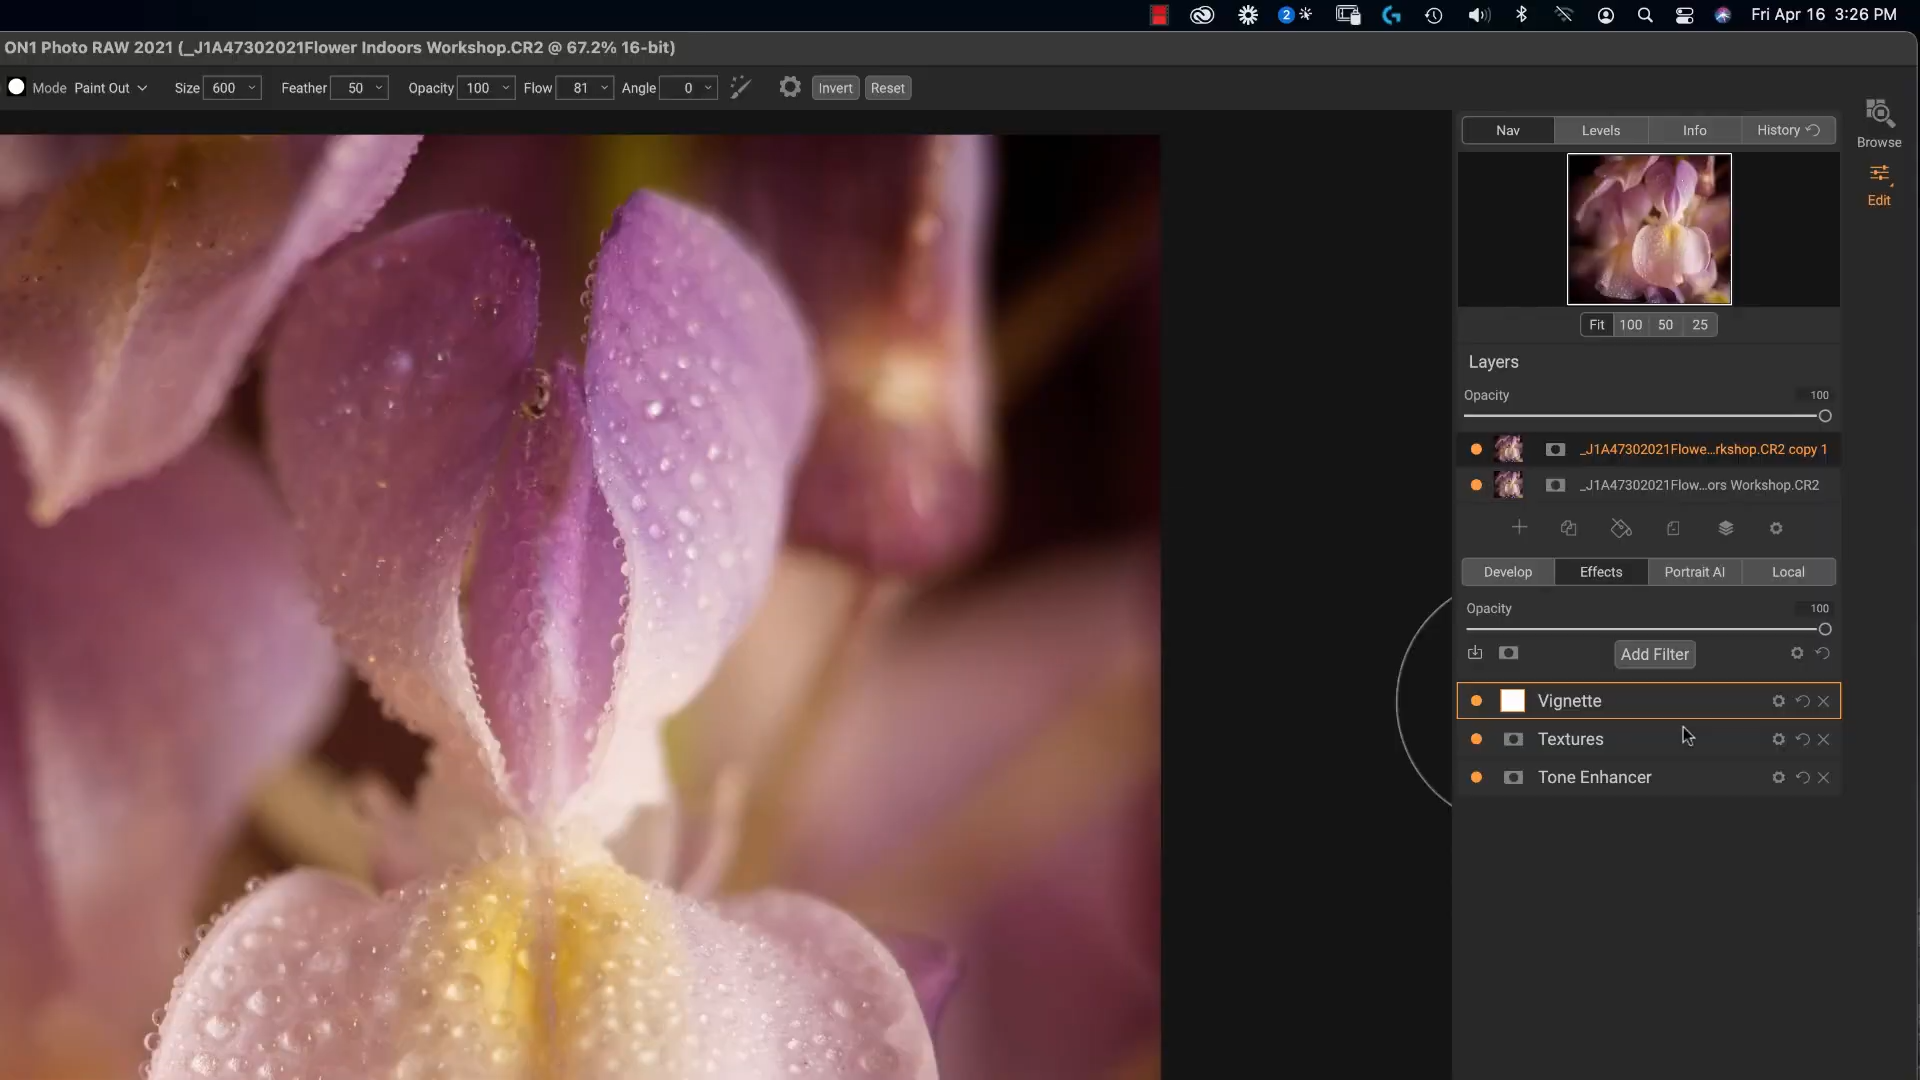 2
Fri Apr 16 3:26 PM
ON1 Photo RAW 2021 (_J1A47302021Flower Indoors Workshop.CR2 @ 67.2% 16-bit)
Mode Paint Out Size 600 Feather 50 Opacity 100 Flow 81 Angle 0 Invert Reset
Nav Levels Info History
Browse
Edit
Fit 100 50 25
Layers
Opacity 100
_J1A47302021Flowe...rkshop.CR2 copy 1
_J1A47302021Flow...ors Workshop.CR2
Develop Effects Portrait AI Local
Opacity 100
Add Filter
Vignette
Textures
Tone Enhancer